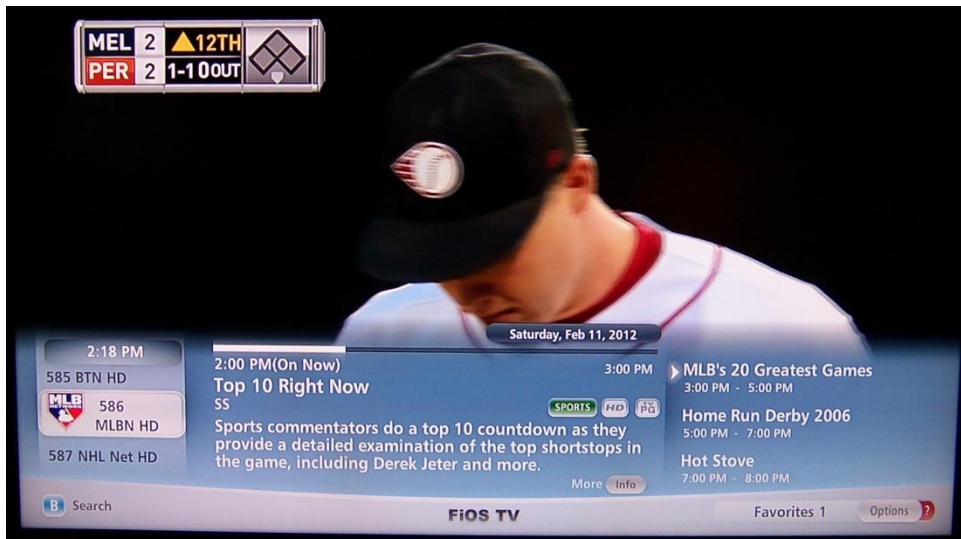 MEL 2 ▲12TH
PER 2 1-1 0OUT
Saturday, Feb 11, 2012
2:18 PM
585 BTN HD
MLB NETWORK
586
MLBN HD
587 NHL Net HD
2:00 PM(On Now) 3:00 PM
Top 10 Right Now
SS
SPORTS HD TV PG
Sports commentators do a top 10 countdown as they
provide a detailed examination of the top shortstops in
the game, including Derek Jeter and more.
More Info
MLB's 20 Greatest Games
3:00 PM - 5:00 PM
Home Run Derby 2006
5:00 PM - 7:00 PM
Hot Stove
7:00 PM - 8:00 PM
B Search
FiOS TV
Favorites 1
Options ?